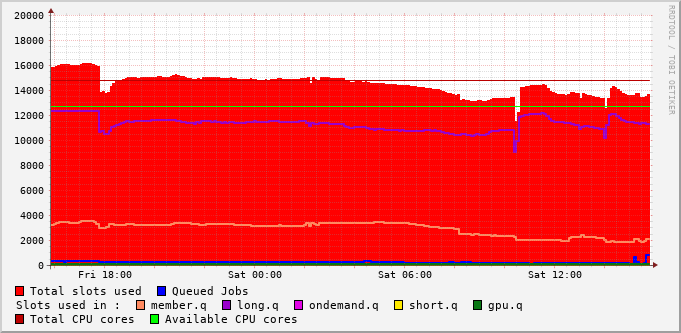 20000
18000
16000
14000
12000
10000
8000
6000
4000
2000
0
Fri 18:00 Sat 00:00 Sat 06:00 Sat 12:00
RRDTOOL / TOBI OETIKER
Total slots used Queued Jobs
Slots used in : member.q long.q ondemand.q short.q gpu.q
Total CPU cores Available CPU cores